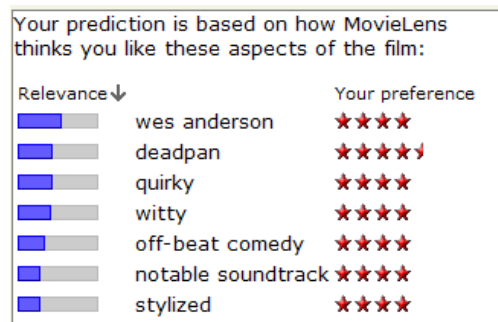 Your prediction is based on how MovieLens
thinks you like these aspects of the film:
Relevance Your preference
wes anderson
deadpan
quirky
witty
off-beat comedy
notable soundtrack
stylized